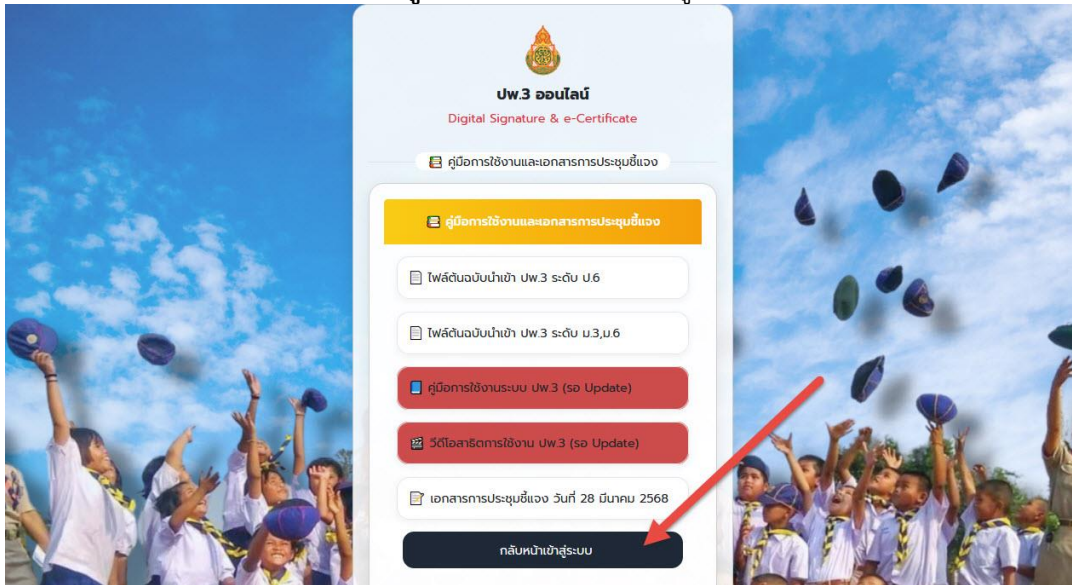 ปพ.3 ออนไลน์
Digital Signature & e-Certificate
คู่มือการใช้งานและเอกสารการประชุมชี้แจง
คู่มือการใช้งานและเอกสารการประชุมชี้แจง
ไฟล์ต้นฉบับนำเข้า ปพ.3 ระดับ ป.6
ไฟล์ต้นฉบับนำเข้า ปพ.3 ระดับ ม.3,ม.6
คู่มือการใช้งานระบบ ปพ.3 (รอ Update)
วีดีโอสาธิตการใช้งาน ปพ.3 (รอ Update)
เอกสารการประชุมชี้แจง วันที่ 28 มีนาคม 2568
กลับหน้าเข้าสู่ระบบ